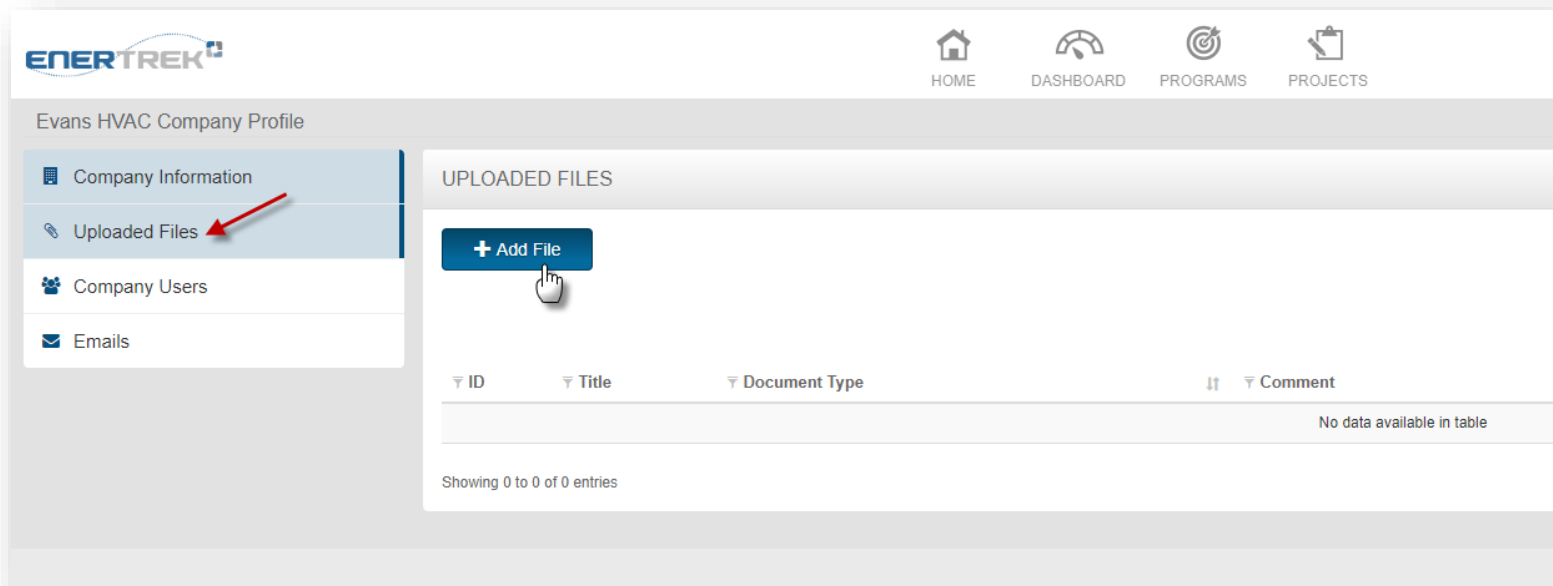 ENERTREK
HOME DASHBOARD PROGRAMS PROJECTS
Evans HVAC Company Profile
Company Information
Uploaded Files
Company Users
Emails
UPLOADED FILES
+ Add File
ID Title Document Type Comment
No data available in table
Showing 0 to 0 of 0 entries